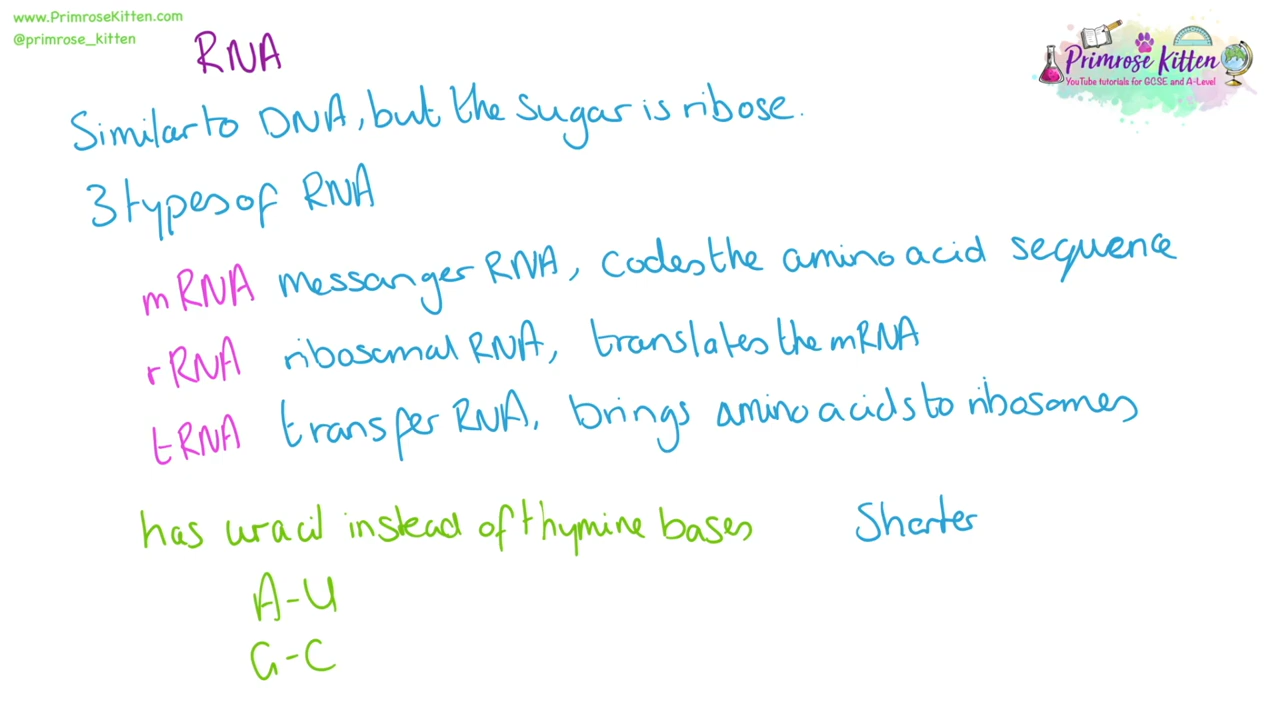 www.PrimroseKitten.com
@primrose_kitten
Primrose Kitten
YouTube tutorials for GCSE and A-Level
RNA
Similar to DNA, but the sugar is ribose.
3 types of RNA
mRNA messanger RNA, codes the amino acid sequence
rRNA ribosomal RNA, translates the mRNA
tRNA transfer RNA, brings amino acids to ribosomes
has uracil instead of thymine bases Shorter
A-U
G-C